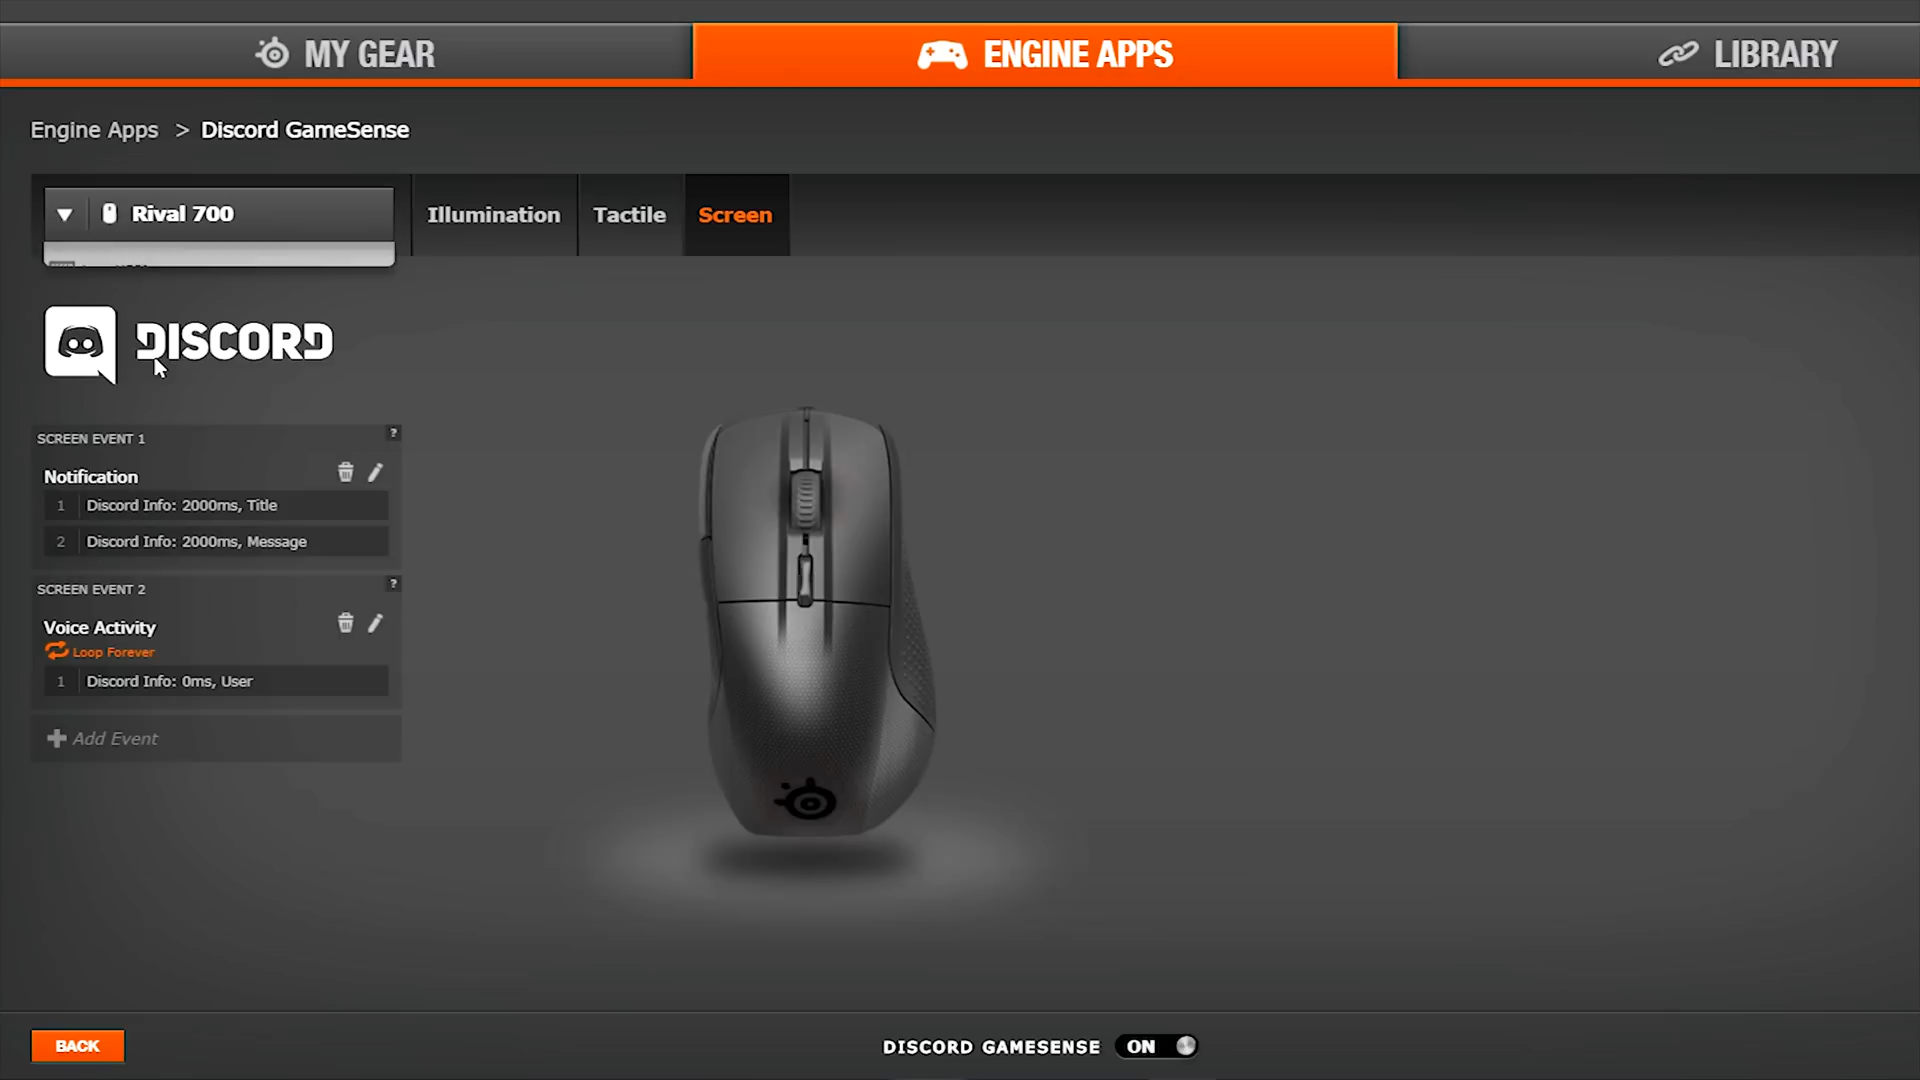 MY GEAR
ENGINE APPS
LIBRARY
Engine Apps > Discord GameSense
Rival 700
Illumination
Tactile
Screen
DISCORD
SCREEN EVENT 1
?
Notification
1 Discord Info: 2000ms, Title
2 Discord Info: 2000ms, Message
SCREEN EVENT 2
?
Voice Activity
Loop Forever
1 Discord Info: 0ms, User
Add Event
BACK
DISCORD GAMESENSE
ON